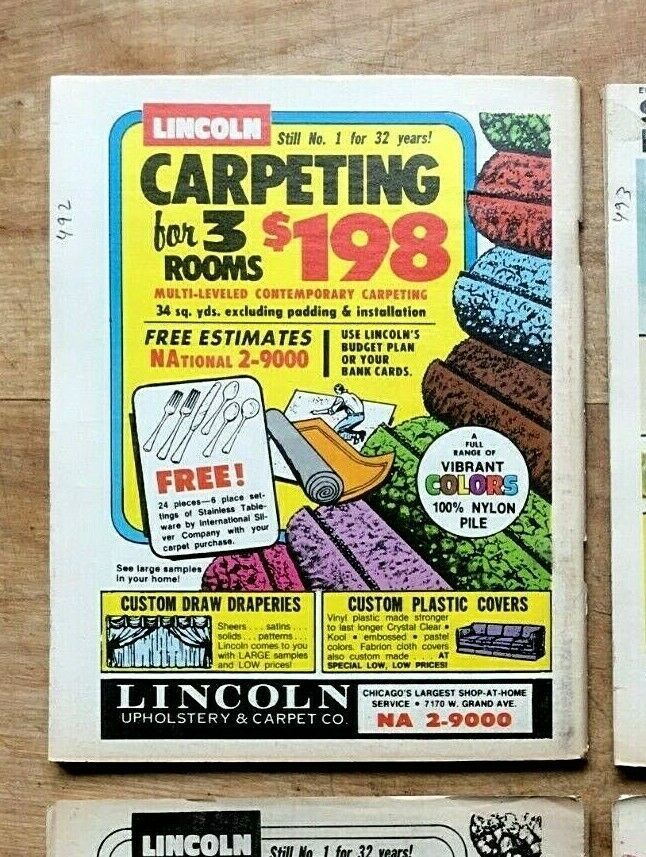 492
LINCOLN
Still No. 1 for 32 years!
CARPETING
for 3
ROOMS
$198
MULTI-LEVELED CONTEMPORARY CARPETING
34 sq. yds. excluding padding & installation
FREE ESTIMATES
NATional 2-9000
USE LINCOLN'S
BUDGET PLAN
OR YOUR
BANK CARDS.
FREE!
24 pieces—6 place set-
tings of Stainless Table-
ware by International Sil-
ver Company with your
carpet purchase.
A
FULL
RANGE OF
VIBRANT
COLORS
100% NYLON
PILE
See large samples
in your home!
CUSTOM DRAW DRAPERIES
Sheers . . . satins . . .
solids . . . patterns . . .
Lincoln comes to you
with LARGE samples
and LOW prices!
CUSTOM PLASTIC COVERS
Vinyl plastic made stronger
to last longer Crystal Clear •
Kool • embossed • pastel
colors. Fabrion cloth covers
also custom made . . . . AT
SPECIAL LOW, LOW PRICES!
LINCOLN
UPHOLSTERY & CARPET CO.
CHICAGO'S LARGEST SHOP-AT-HOME
SERVICE • 7170 W. GRAND AVE.
NA 2-9000
493
LINCOLN
Still No. 1 for 32 years!